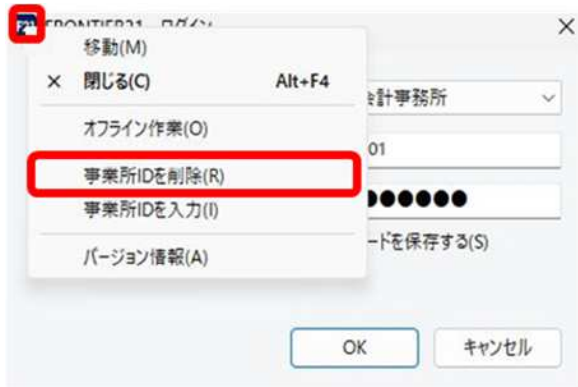 FRONTIER21 - ログイン
移動(M)
× 閉じる(C) Alt+F4
会計事務所
オフライン作業(O)
01
事業所IDを削除(R)
●●●●●●
事業所IDを入力(I)
ードを保存する(S)
バージョン情報(A)
OK キャンセル